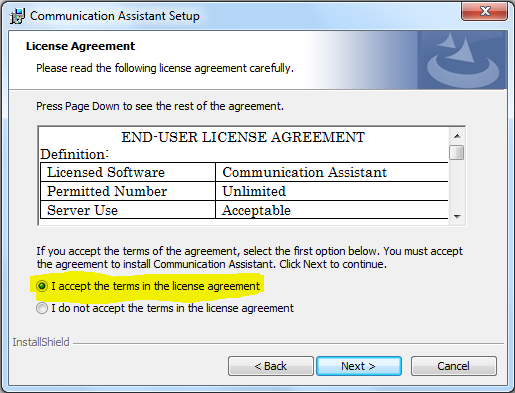 Communication Assistant Setup
License Agreement
Please read the following license agreement carefully.
Press Page Down to see the rest of the agreement.
END-USER LICENSE AGREEMENT
Definition:
Licensed Software Communication Assistant
Permitted Number Unlimited
Server Use Acceptable
If you accept the terms of the agreement, select the first option below. You must accept
the agreement to install Communication Assistant. Click Next to continue.
I accept the terms in the license agreement
I do not accept the terms in the license agreement
InstallShield
< Back Next > Cancel